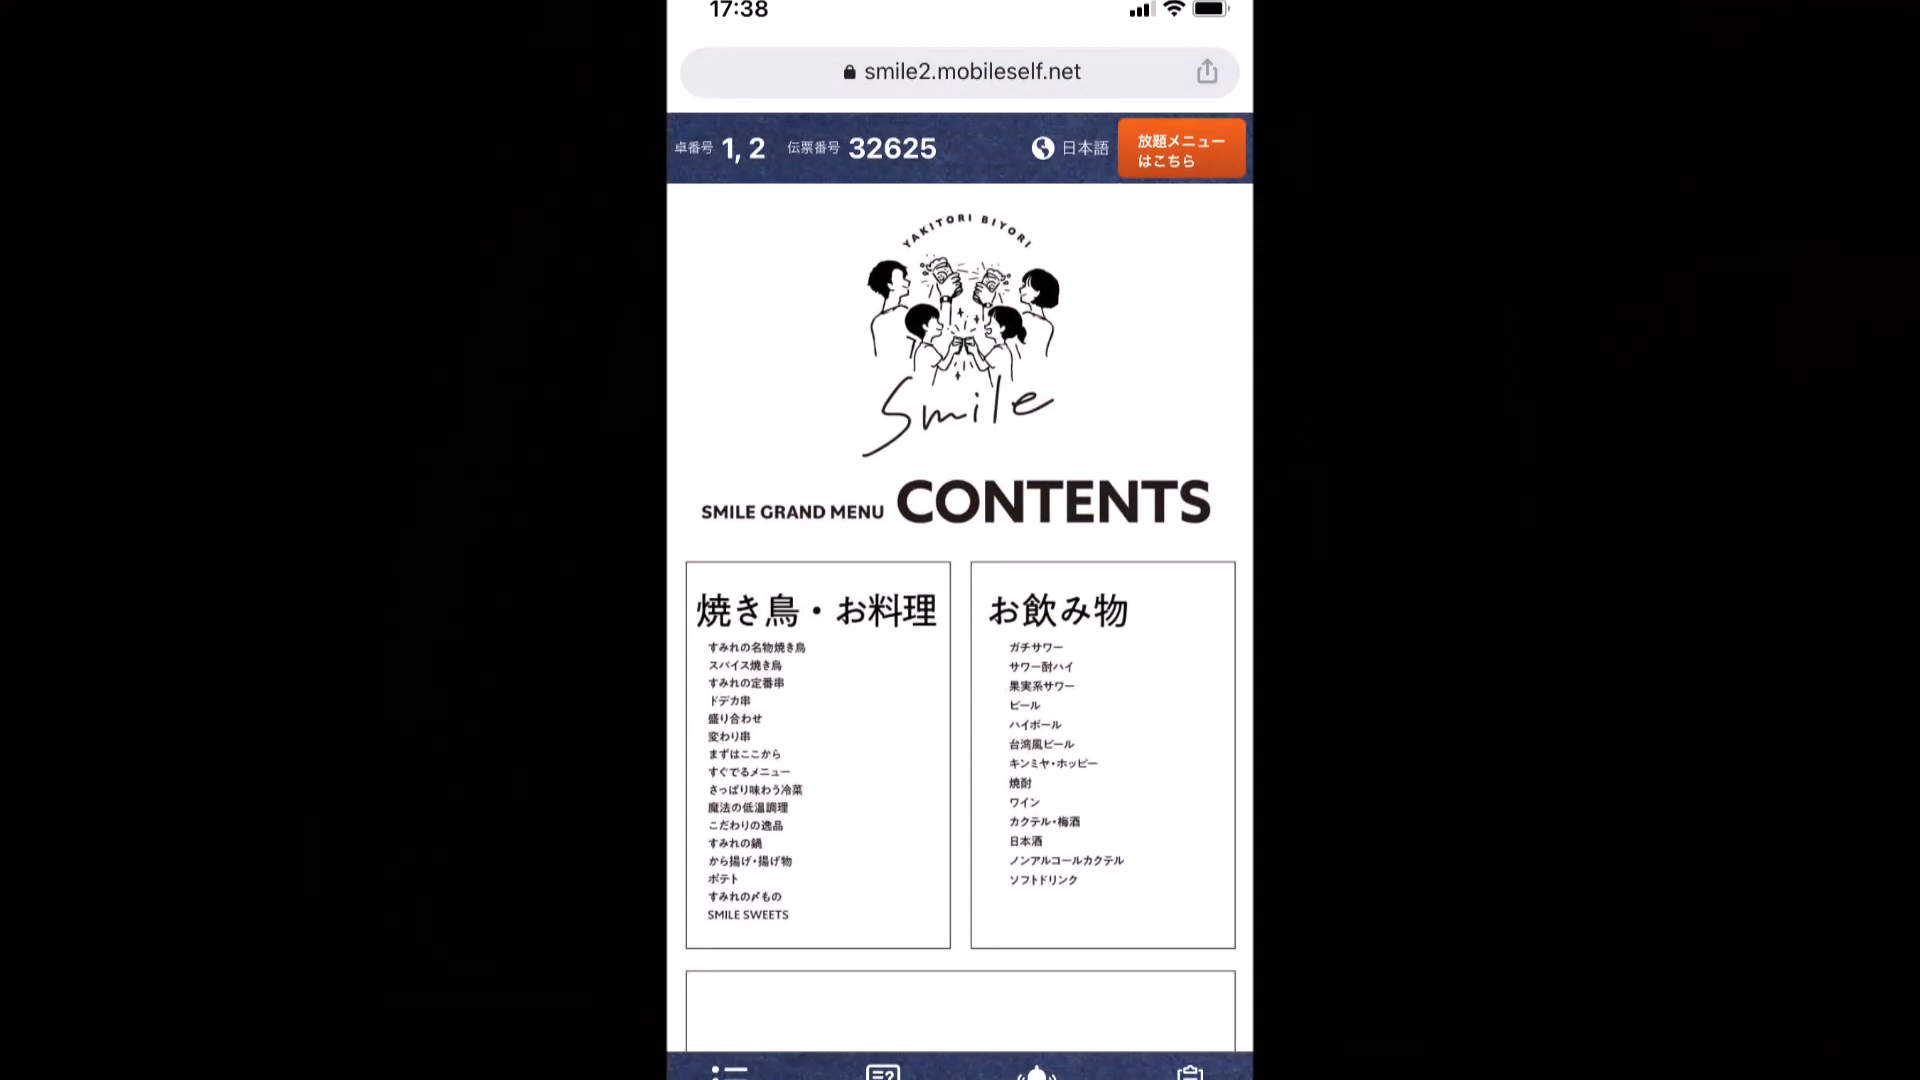 17:38
smile2.mobileself.net
卓番号 1, 2 伝票番号 32625
日本語
放題メニュー
はこちら
YAKITORI BIYORI
Smile
SMILE GRAND MENU CONTENTS
焼き鳥・お料理
すみれの名物焼き鳥
スパイス焼き鳥
すみれの定番串
ドデカ串
盛り合わせ
変わり串
まずはここから
すぐでるメニュー
さっぱり味わう冷菜
魔法の低温調理
こだわりの逸品
すみれの鍋
から揚げ・揚げ物
ポテト
すみれの〆もの
SMILE SWEETS
お飲み物
ガチサワー
サワー酎ハイ
果実系サワー
ビール
ハイボール
台湾風ビール
キンミヤ・ホッピー
焼酎
ワイン
カクテル・梅酒
日本酒
ノンアルコールカクテル
ソフトドリンク